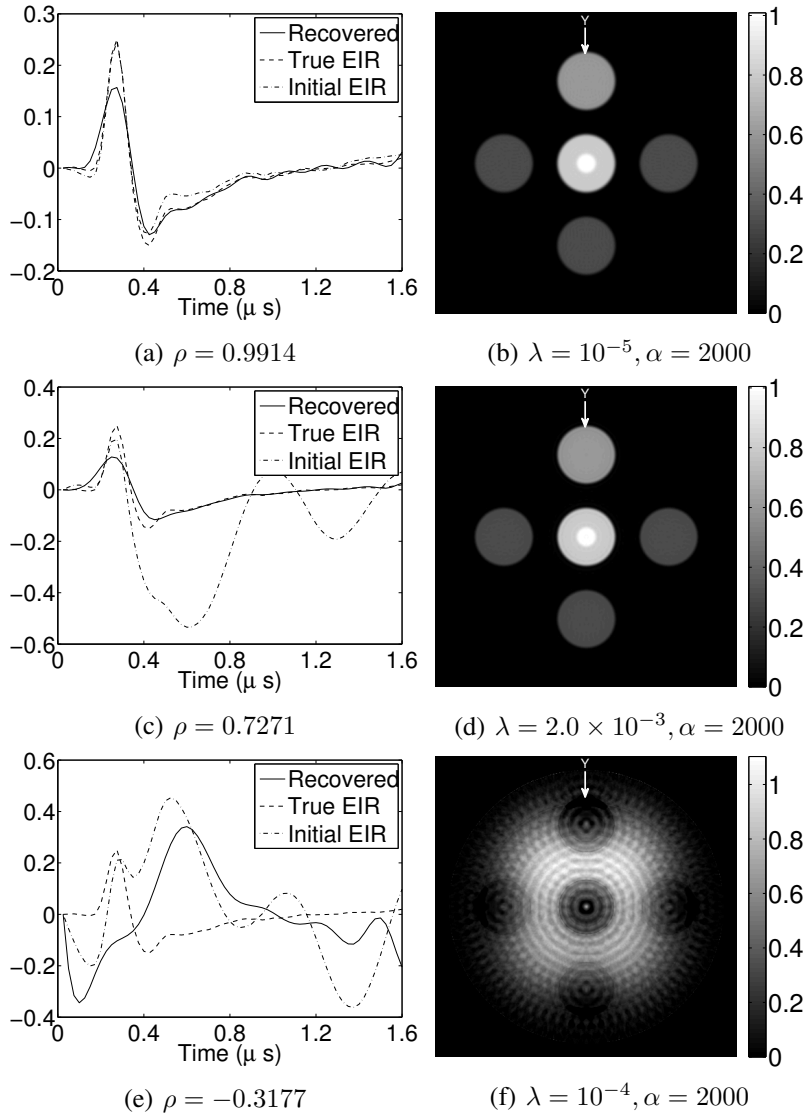 0.3
0.2
0.1
0
−0.1
−0.2
0 0.4 0.8 1.2 1.6
Time (μ s)
Recovered
True EIR
Initial EIR
(a) ρ = 0.9914
Y
1
0.8
0.6
0.4
0.2
0
(b) λ = 10⁻⁵, α = 2000
0.4
0.2
0
−0.2
−0.4
−0.6
0 0.4 0.8 1.2 1.6
Time (μ s)
Recovered
True EIR
Initial EIR
(c) ρ = 0.7271
Y
1
0.8
0.6
0.4
0.2
0
(d) λ = 2.0 × 10⁻³, α = 2000
0.6
0.4
0.2
0
−0.2
−0.4
0 0.4 0.8 1.2 1.6
Time (μ s)
Recovered
True EIR
Initial EIR
(e) ρ = −0.3177
Y
1
0.8
0.6
0.4
0.2
0
(f) λ = 10⁻⁴, α = 2000